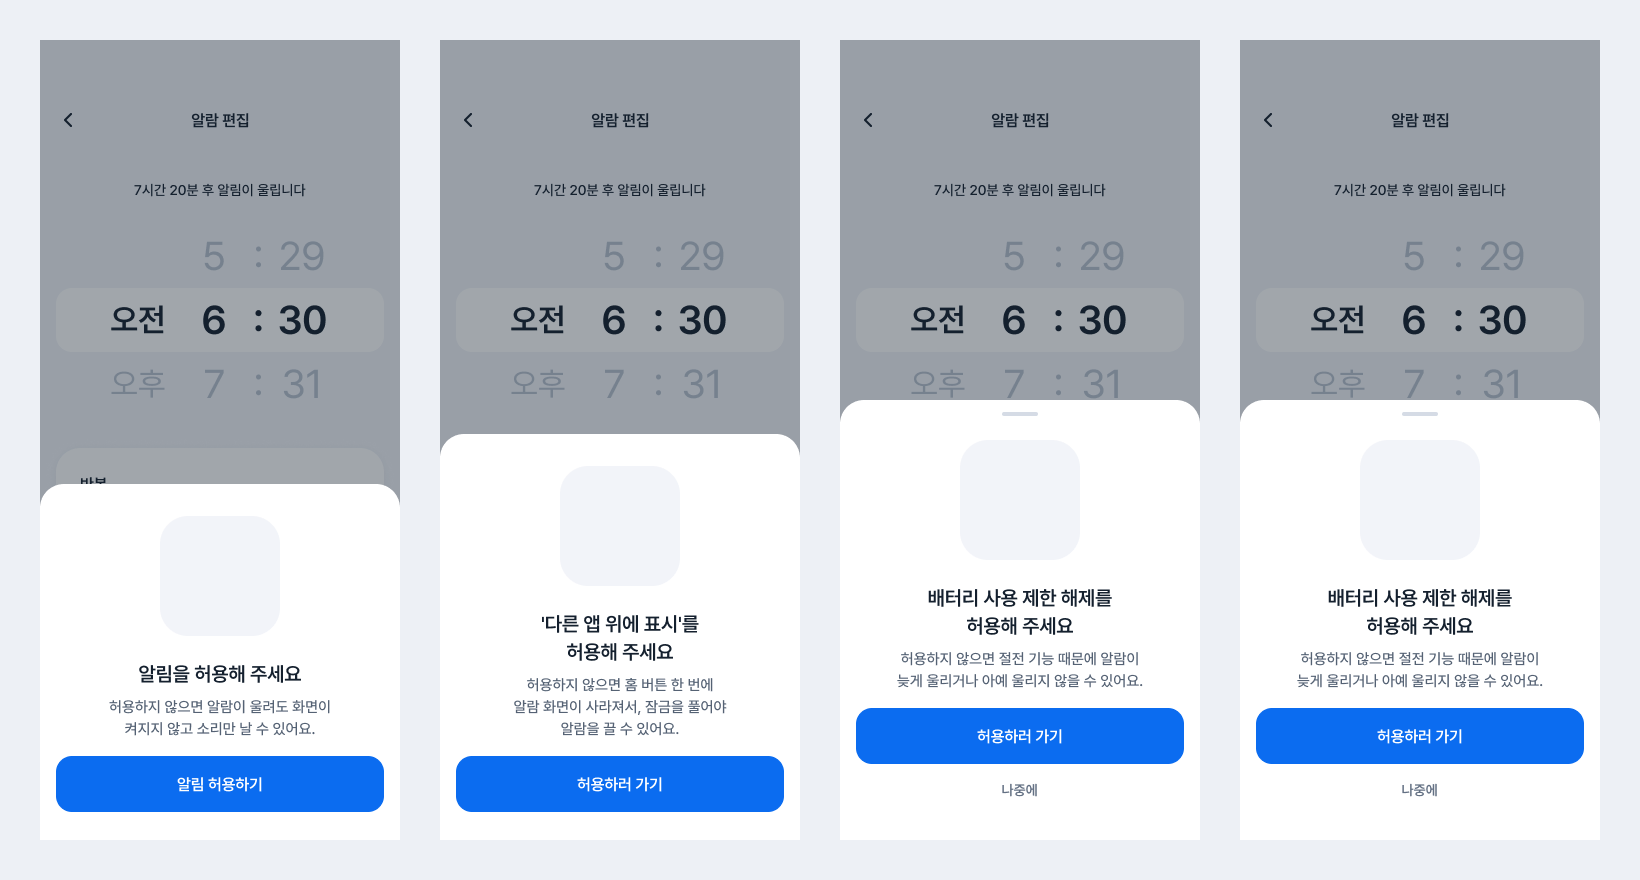 알람 편집
7시간 20분 후 알림이 울립니다
5 : 29
오전 6 : 30
오후 7 : 31
알림을 허용해 주세요
허용하지 않으면 알람이 울려도 화면이
켜지지 않고 소리만 날 수 있어요.
알림 허용하기
알람 편집
7시간 20분 후 알림이 울립니다
5 : 29
오전 6 : 30
오후 7 : 31
'다른 앱 위에 표시'를
허용해 주세요
허용하지 않으면 홈 버튼 한 번에
알람 화면이 사라져서, 잠금을 풀어야
알람을 끌 수 있어요.
허용하러 가기
알람 편집
7시간 20분 후 알림이 울립니다
5 : 29
오전 6 : 30
오후 7 : 31
배터리 사용 제한 해제를
허용해 주세요
허용하지 않으면 절전 기능 때문에 알람이
늦게 울리거나 아예 울리지 않을 수 있어요.
허용하러 가기
나중에
알람 편집
7시간 20분 후 알림이 울립니다
5 : 29
오전 6 : 30
오후 7 : 31
배터리 사용 제한 해제를
허용해 주세요
허용하지 않으면 절전 기능 때문에 알람이
늦게 울리거나 아예 울리지 않을 수 있어요.
허용하러 가기
나중에